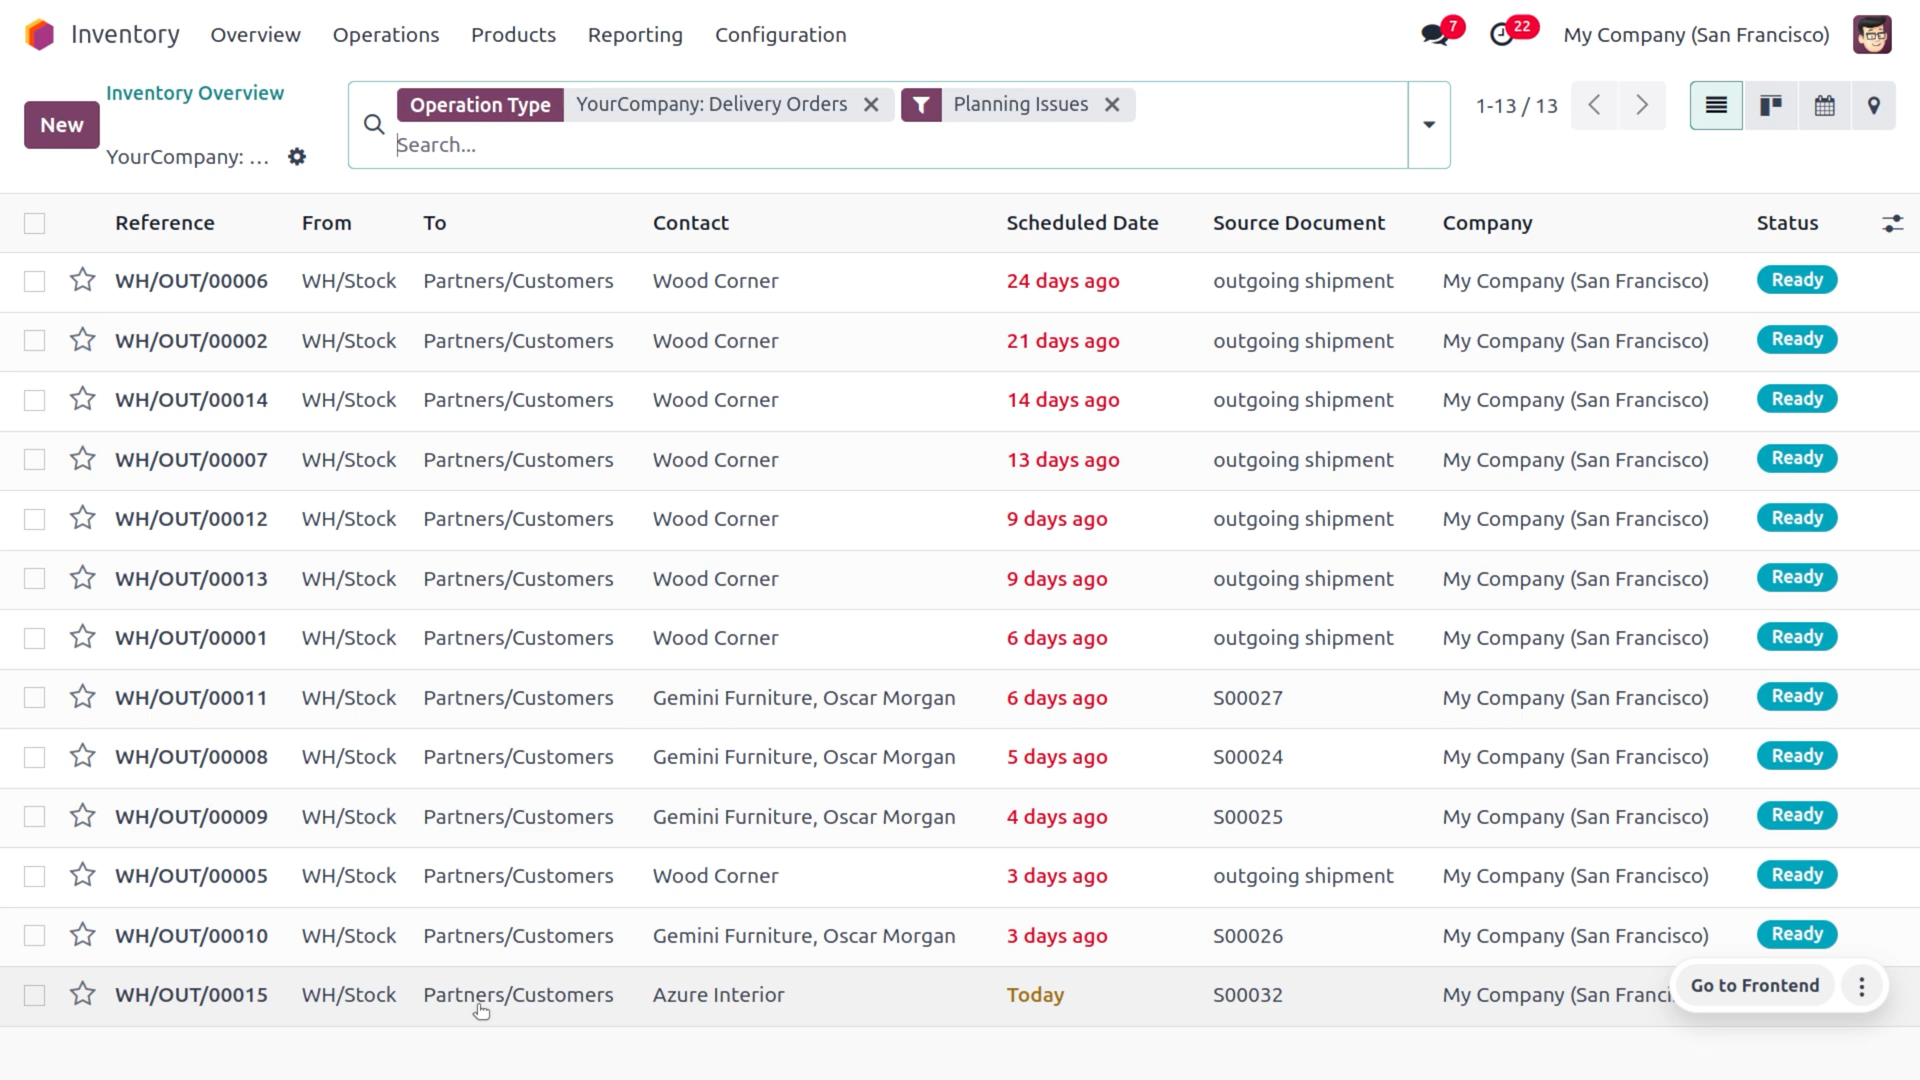 Inventory Overview Operations Products Reporting Configuration 7 22 My Company (San Francisco)
New Inventory Overview YourCompany: ... Operation Type YourCompany: Delivery Orders Planning Issues 1-13 / 13
Search...
Reference From To Contact Scheduled Date Source Document Company Status
WH/OUT/00006 WH/Stock Partners/Customers Wood Corner 24 days ago outgoing shipment My Company (San Francisco) Ready
WH/OUT/00002 WH/Stock Partners/Customers Wood Corner 21 days ago outgoing shipment My Company (San Francisco) Ready
WH/OUT/00014 WH/Stock Partners/Customers Wood Corner 14 days ago outgoing shipment My Company (San Francisco) Ready
WH/OUT/00007 WH/Stock Partners/Customers Wood Corner 13 days ago outgoing shipment My Company (San Francisco) Ready
WH/OUT/00012 WH/Stock Partners/Customers Wood Corner 9 days ago outgoing shipment My Company (San Francisco) Ready
WH/OUT/00013 WH/Stock Partners/Customers Wood Corner 9 days ago outgoing shipment My Company (San Francisco) Ready
WH/OUT/00001 WH/Stock Partners/Customers Wood Corner 6 days ago outgoing shipment My Company (San Francisco) Ready
WH/OUT/00011 WH/Stock Partners/Customers Gemini Furniture, Oscar Morgan 6 days ago S00027 My Company (San Francisco) Ready
WH/OUT/00008 WH/Stock Partners/Customers Gemini Furniture, Oscar Morgan 5 days ago S00024 My Company (San Francisco) Ready
WH/OUT/00009 WH/Stock Partners/Customers Gemini Furniture, Oscar Morgan 4 days ago S00025 My Company (San Francisco) Ready
WH/OUT/00005 WH/Stock Partners/Customers Wood Corner 3 days ago outgoing shipment My Company (San Francisco) Ready
WH/OUT/00010 WH/Stock Partners/Customers Gemini Furniture, Oscar Morgan 3 days ago S00026 My Company (San Francisco) Ready
WH/OUT/00015 WH/Stock Partners/Customers Azure Interior Today S00032 My Company (San Franci Go to Frontend